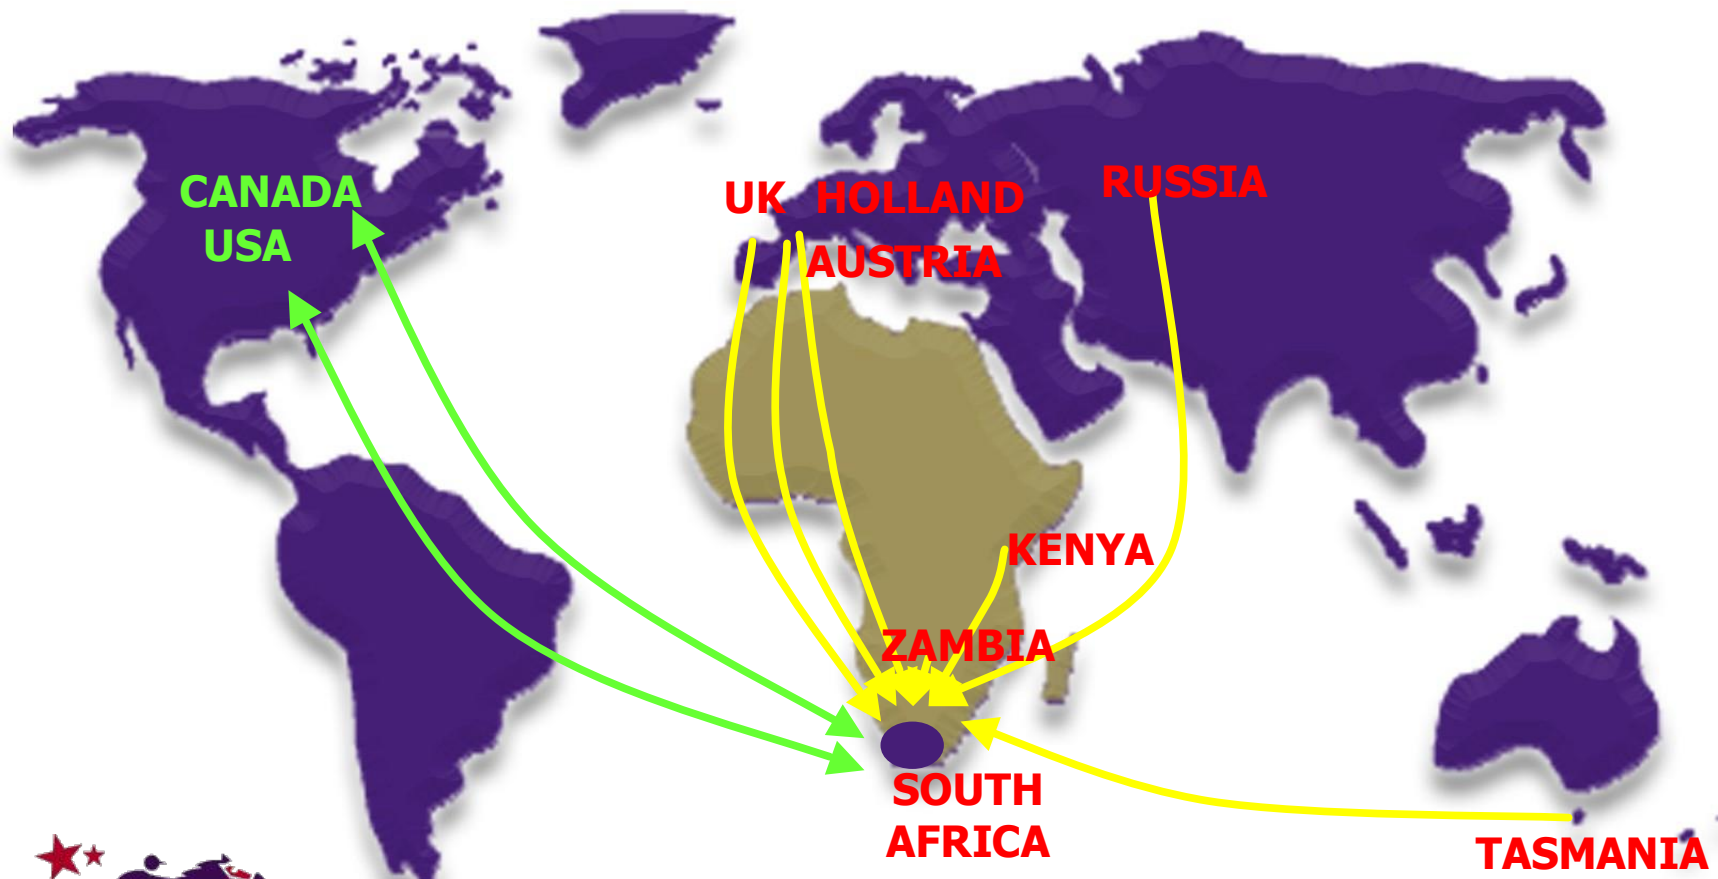 CANADA
USA
UK HOLLAND
AUSTRIA
RUSSIA
KENYA
ZAMBIA
SOUTH
AFRICA
TASMANIA